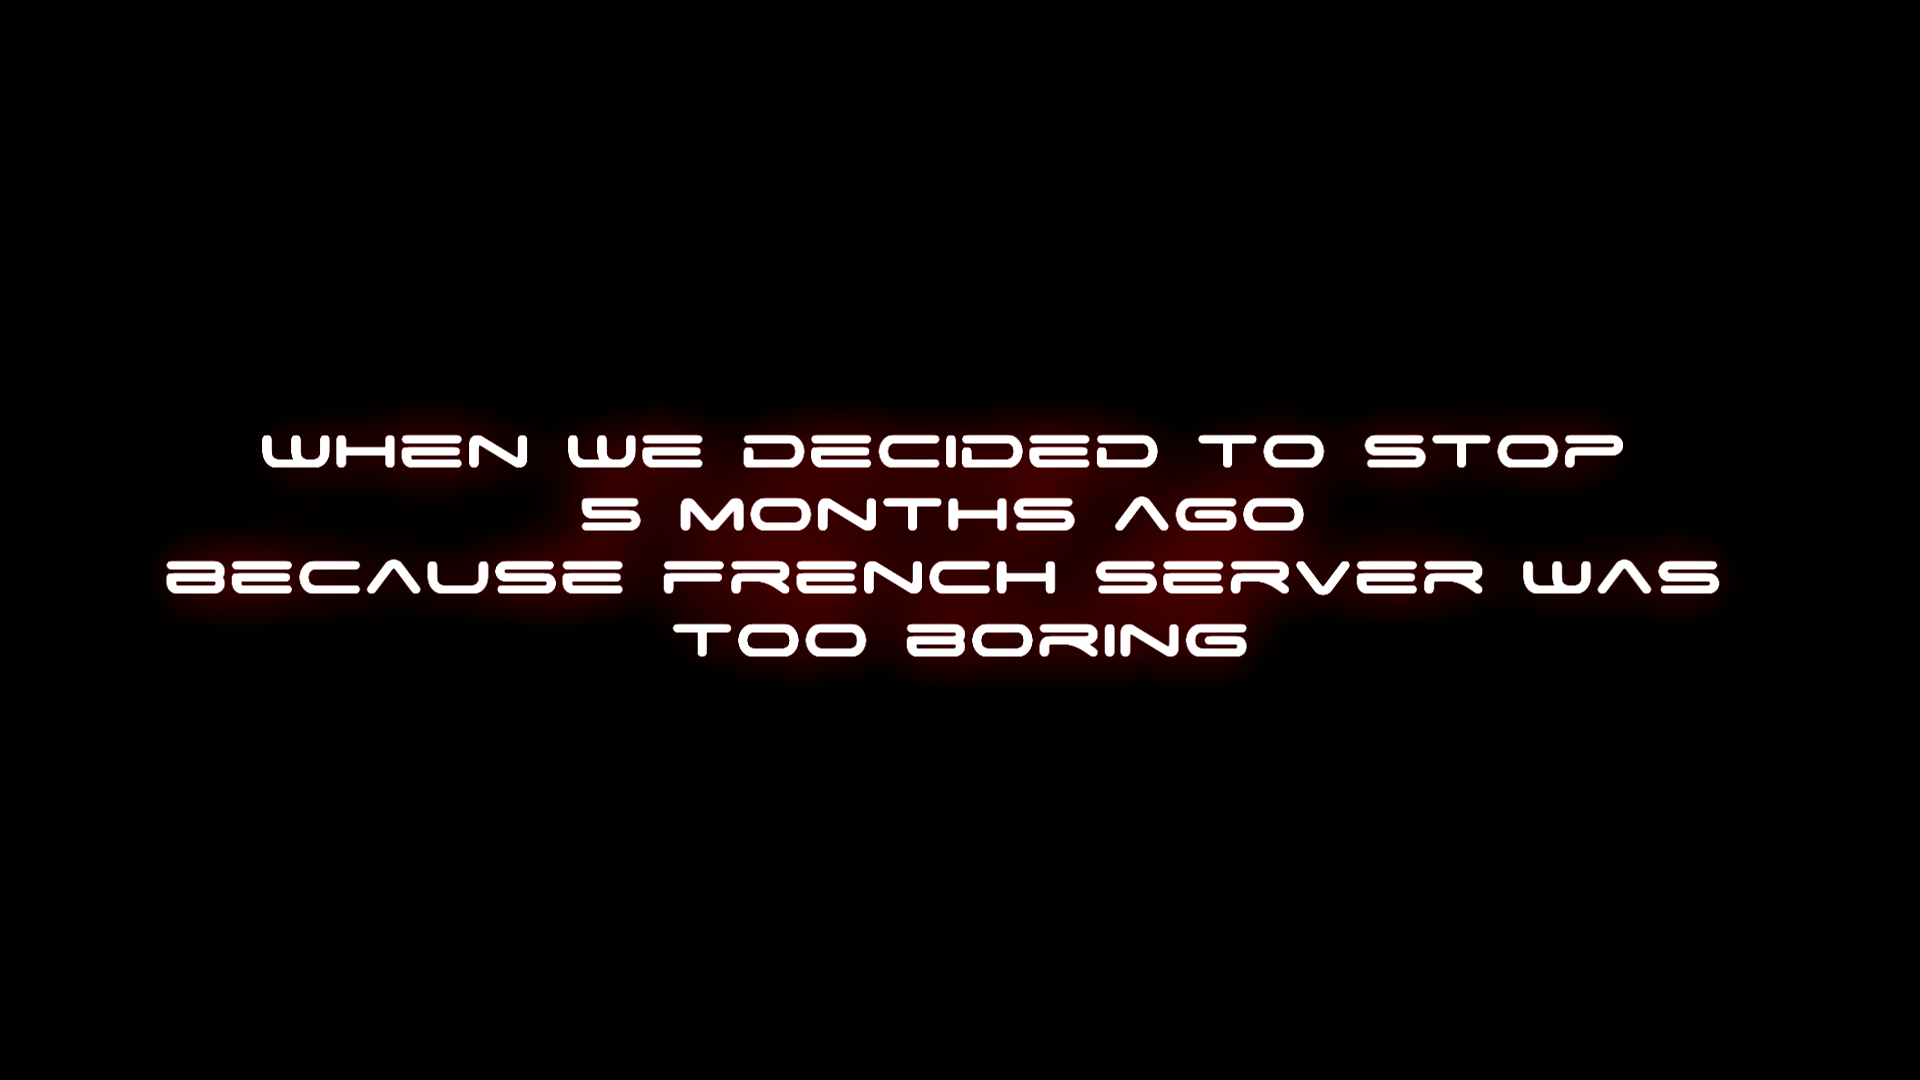 WHEN WE DECIDED TO STOP
5 MONTHS AGO
BECAUSE FRENCH SERVER WAS
TOO BORING